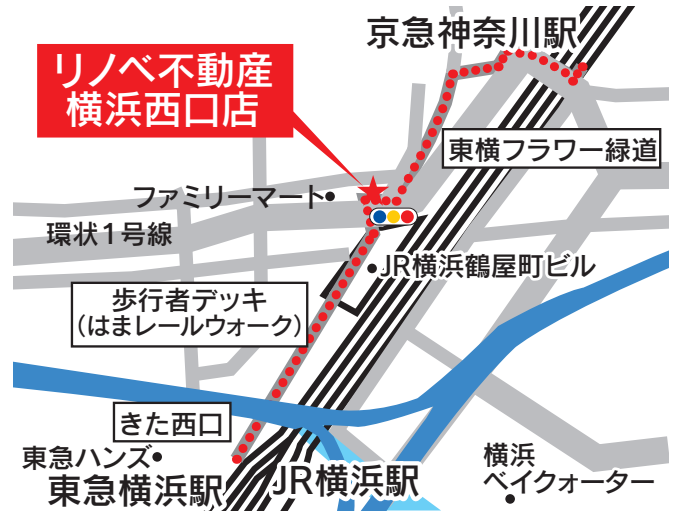 京急神奈川駅
リノベ不動産
横浜西口店
東横フラワー緑道
ファミリーマート
環状1号線
JR横浜鶴屋町ビル
歩行者デッキ
(はまレールウォーク)
きた西口
東急ハンズ
東急横浜駅
JR横浜駅
横浜
ベイクォーター